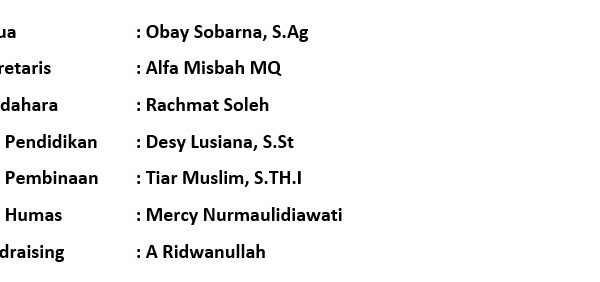 ua : Obay Sobarna, S.Ag
retaris : Alfa Misbah MQ
dahara : Rachmat Soleh
Pendidikan : Desy Lusiana, S.St
Pembinaan : Tiar Muslim, S.TH.I
Humas : Mercy Nurmaulidiawati
draising : A Ridwanullah